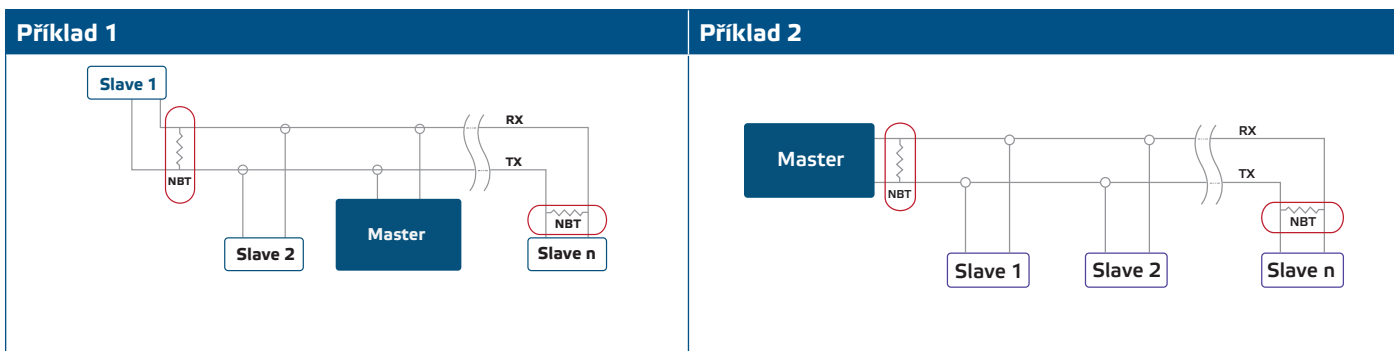 Příklad 1
Slave 1
RX
TX
NBT
NBT
Master
Slave 2
Slave n
Příklad 2
RX
Master
TX
NBT
NBT
Slave 1
Slave 2
Slave n